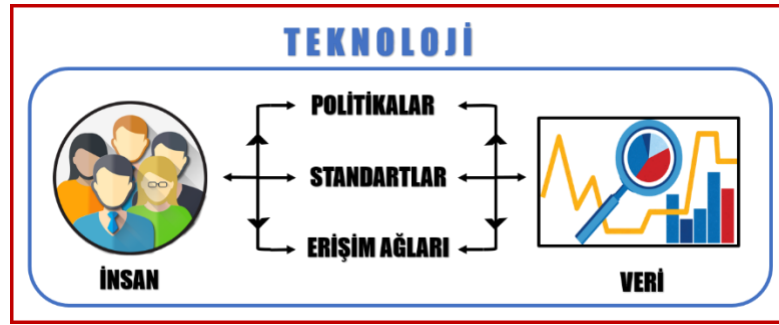 TEKNOLOJİ
POLİTİKALAR
STANDARTLAR
ERİŞİM AĞLARI
İNSAN
VERİ